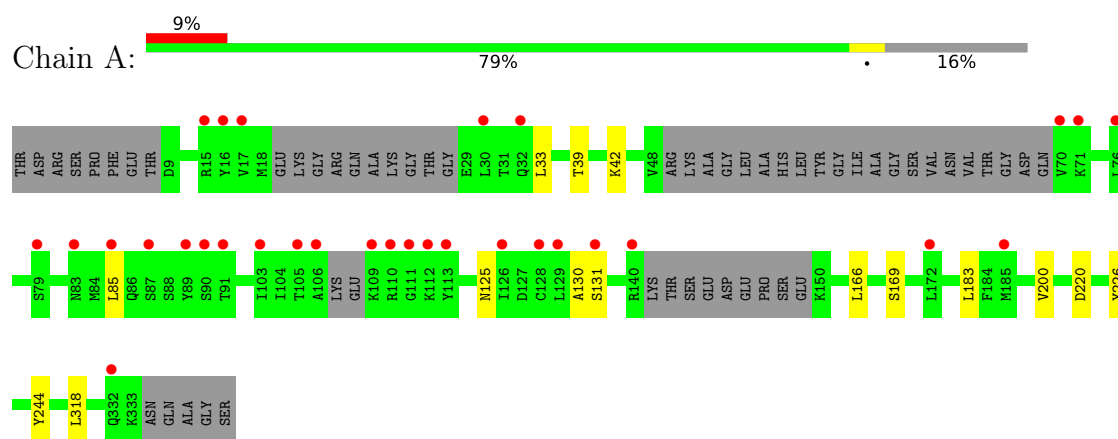 9%
Chain A:
79% • 16%
THR ASP ARG SER PRO PHE GLU THR D9 R15 Y16 V17 M18 GLU LYS GLY ARG GLN ALA LYS GLY THR GLY E29 L30 T31 Q32 L33 T39 K42 V48 ARG LYS ALA GLY LEU ALA HIS LEU TYR GLY ILE ALA GLY SER VAL ASN VAL THR GLY ASP GLN V70 K71 L76
S79 N83 M84 L85 Q86 S87 S88 Y89 S90 T91 I103 I104 T105 A106 LYS GLU K109 R110 G111 K112 Y113 N125 I126 D127 C128 L129 A130 S131 R140 LYS THR SER GLU ASP GLU PRO SER GLU K150 L166 S169 L172 L183 F184 M185 V200 D220 Y226
Y244 L318 Q332 K333 ASN GLN ALA GLY SER